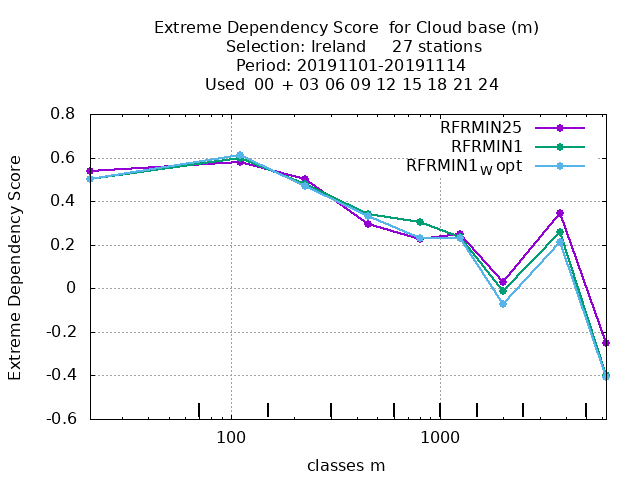 Extreme Dependency Score  for Cloud base (m)
Selection: Ireland     27 stations
Period: 20191101-20191114
Used  00 + 03 06 09 12 15 18 21 24
RFRMIN25
RFRMIN1
RFRMIN1W opt
Extreme Dependency Score
0.8
0.6
0.4
0.2
0
-0.2
-0.4
-0.6
100 1000
classes m